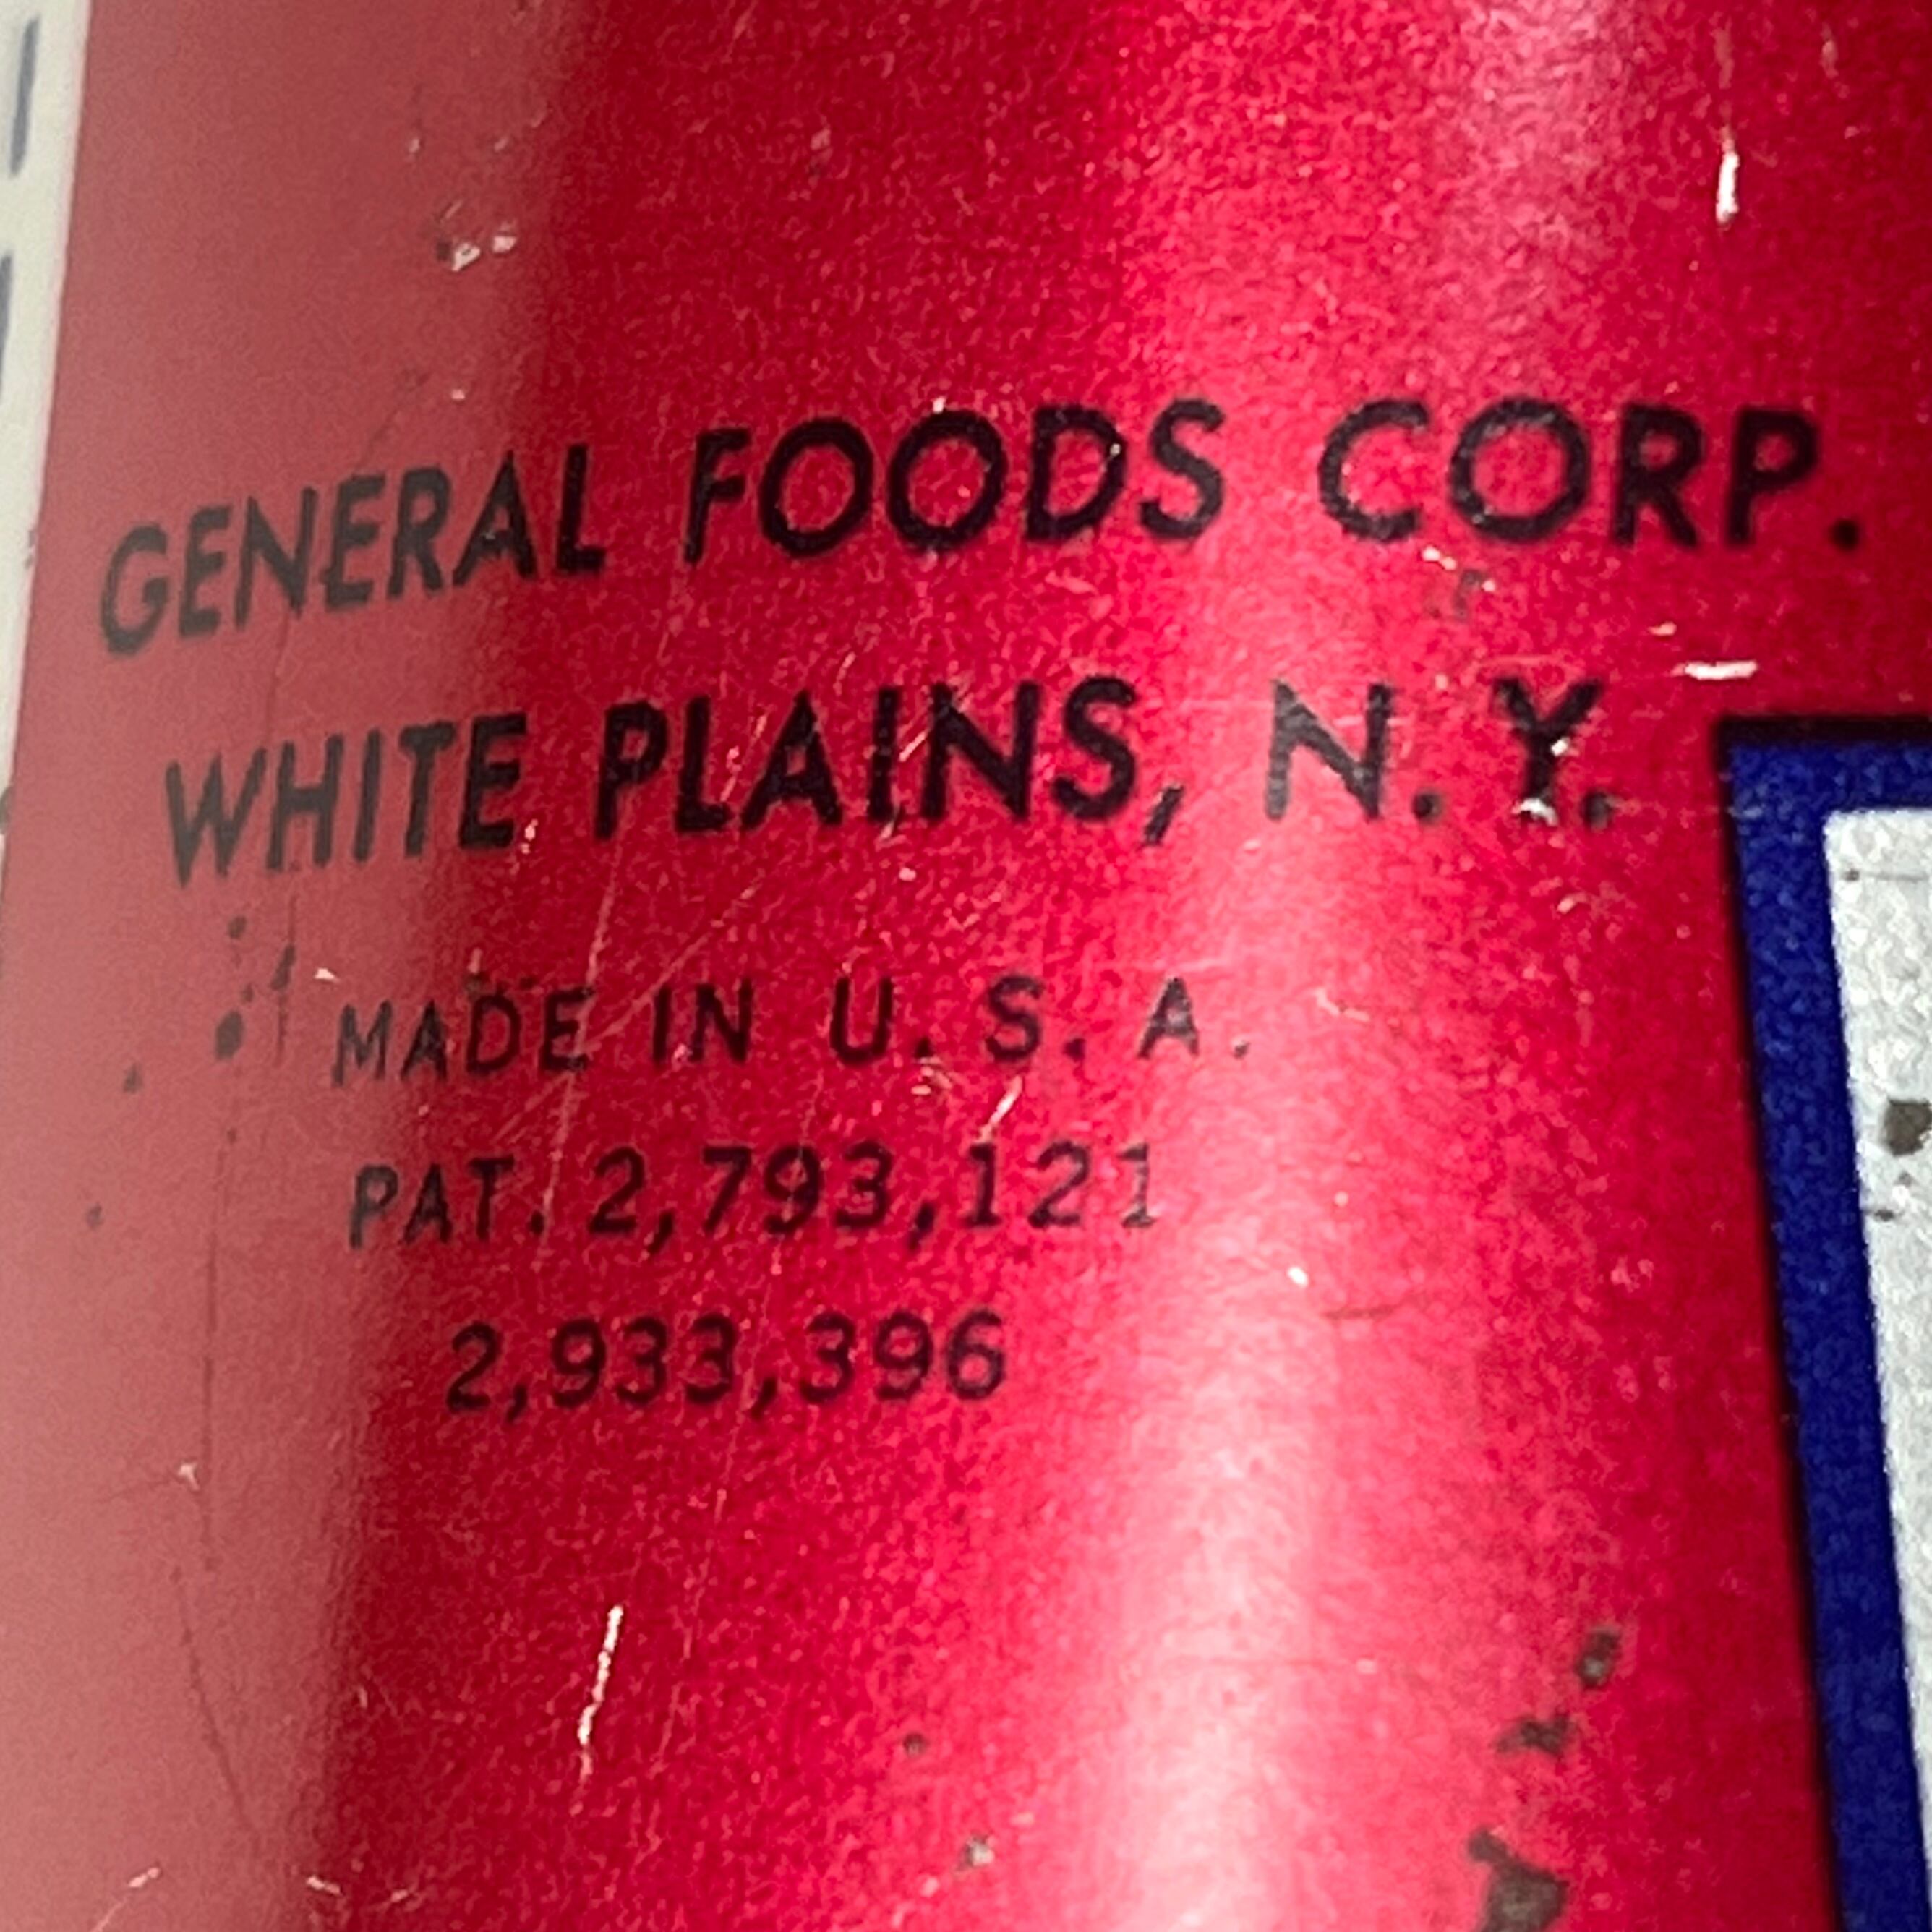 GENERAL FOODS CORP.
WHITE PLAINS, N. Y.
MADE IN U. S. A.
PAT. 2,793,121
2,933,396